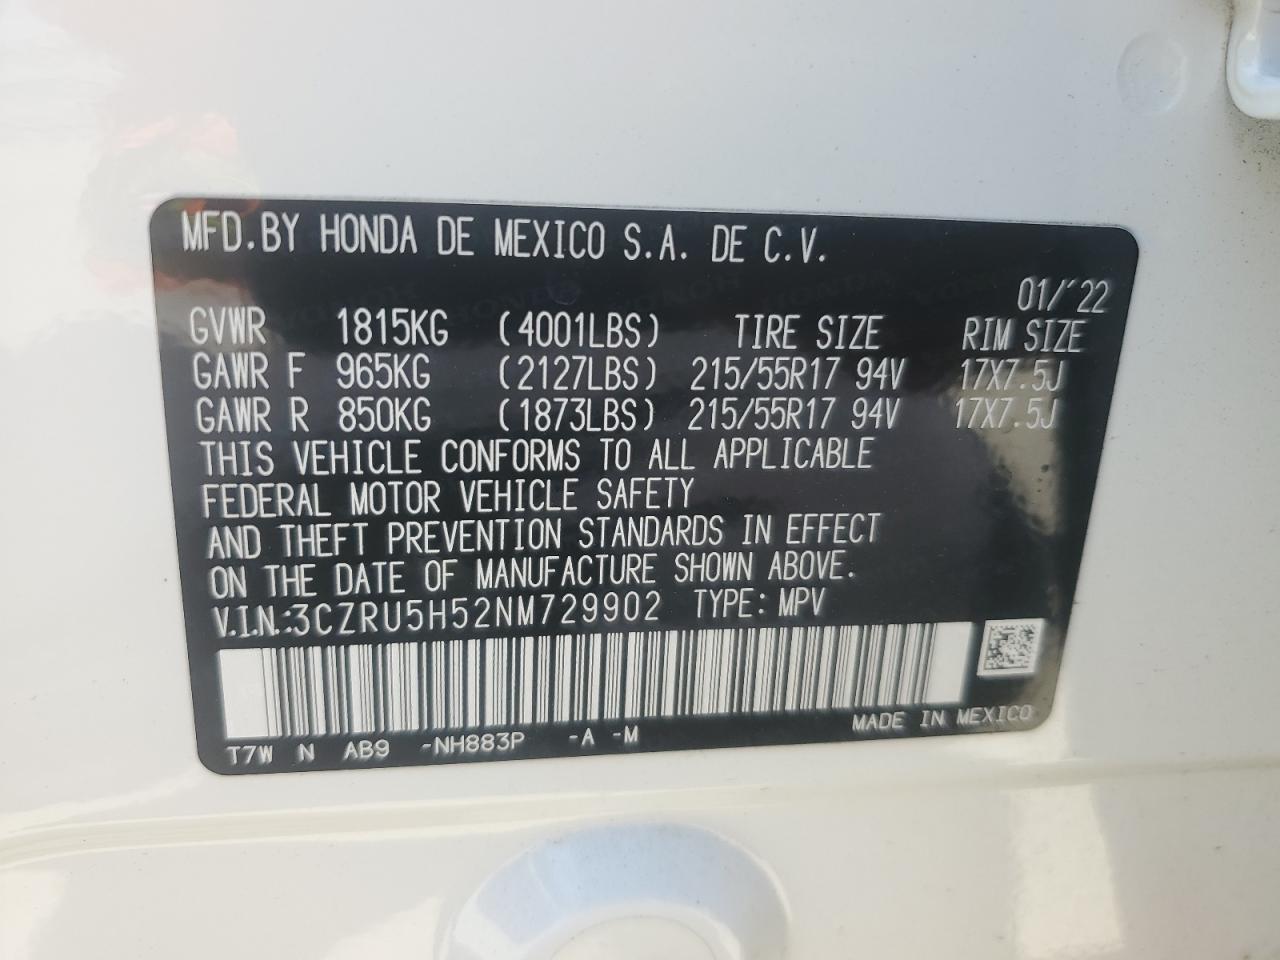 MFD.BY HONDA DE MEXICO S.A. DE C.V.
01/'22
GVWR 1815KG (4001LBS) TIRE SIZE RIM SIZE
GAWR F 965KG (2127LBS) 215/55R17 94V 17X7.5J
GAWR R 850KG (1873LBS) 215/55R17 94V 17X7.5J
THIS VEHICLE CONFORMS TO ALL APPLICABLE
FEDERAL MOTOR VEHICLE SAFETY
AND THEFT PREVENTION STANDARDS IN EFFECT
ON THE DATE OF MANUFACTURE SHOWN ABOVE.
V.I.N.:3CZRU5H52NM729902 TYPE: MPV
MADE IN MEXICO
T7W N AB9 -NH883P -A -M